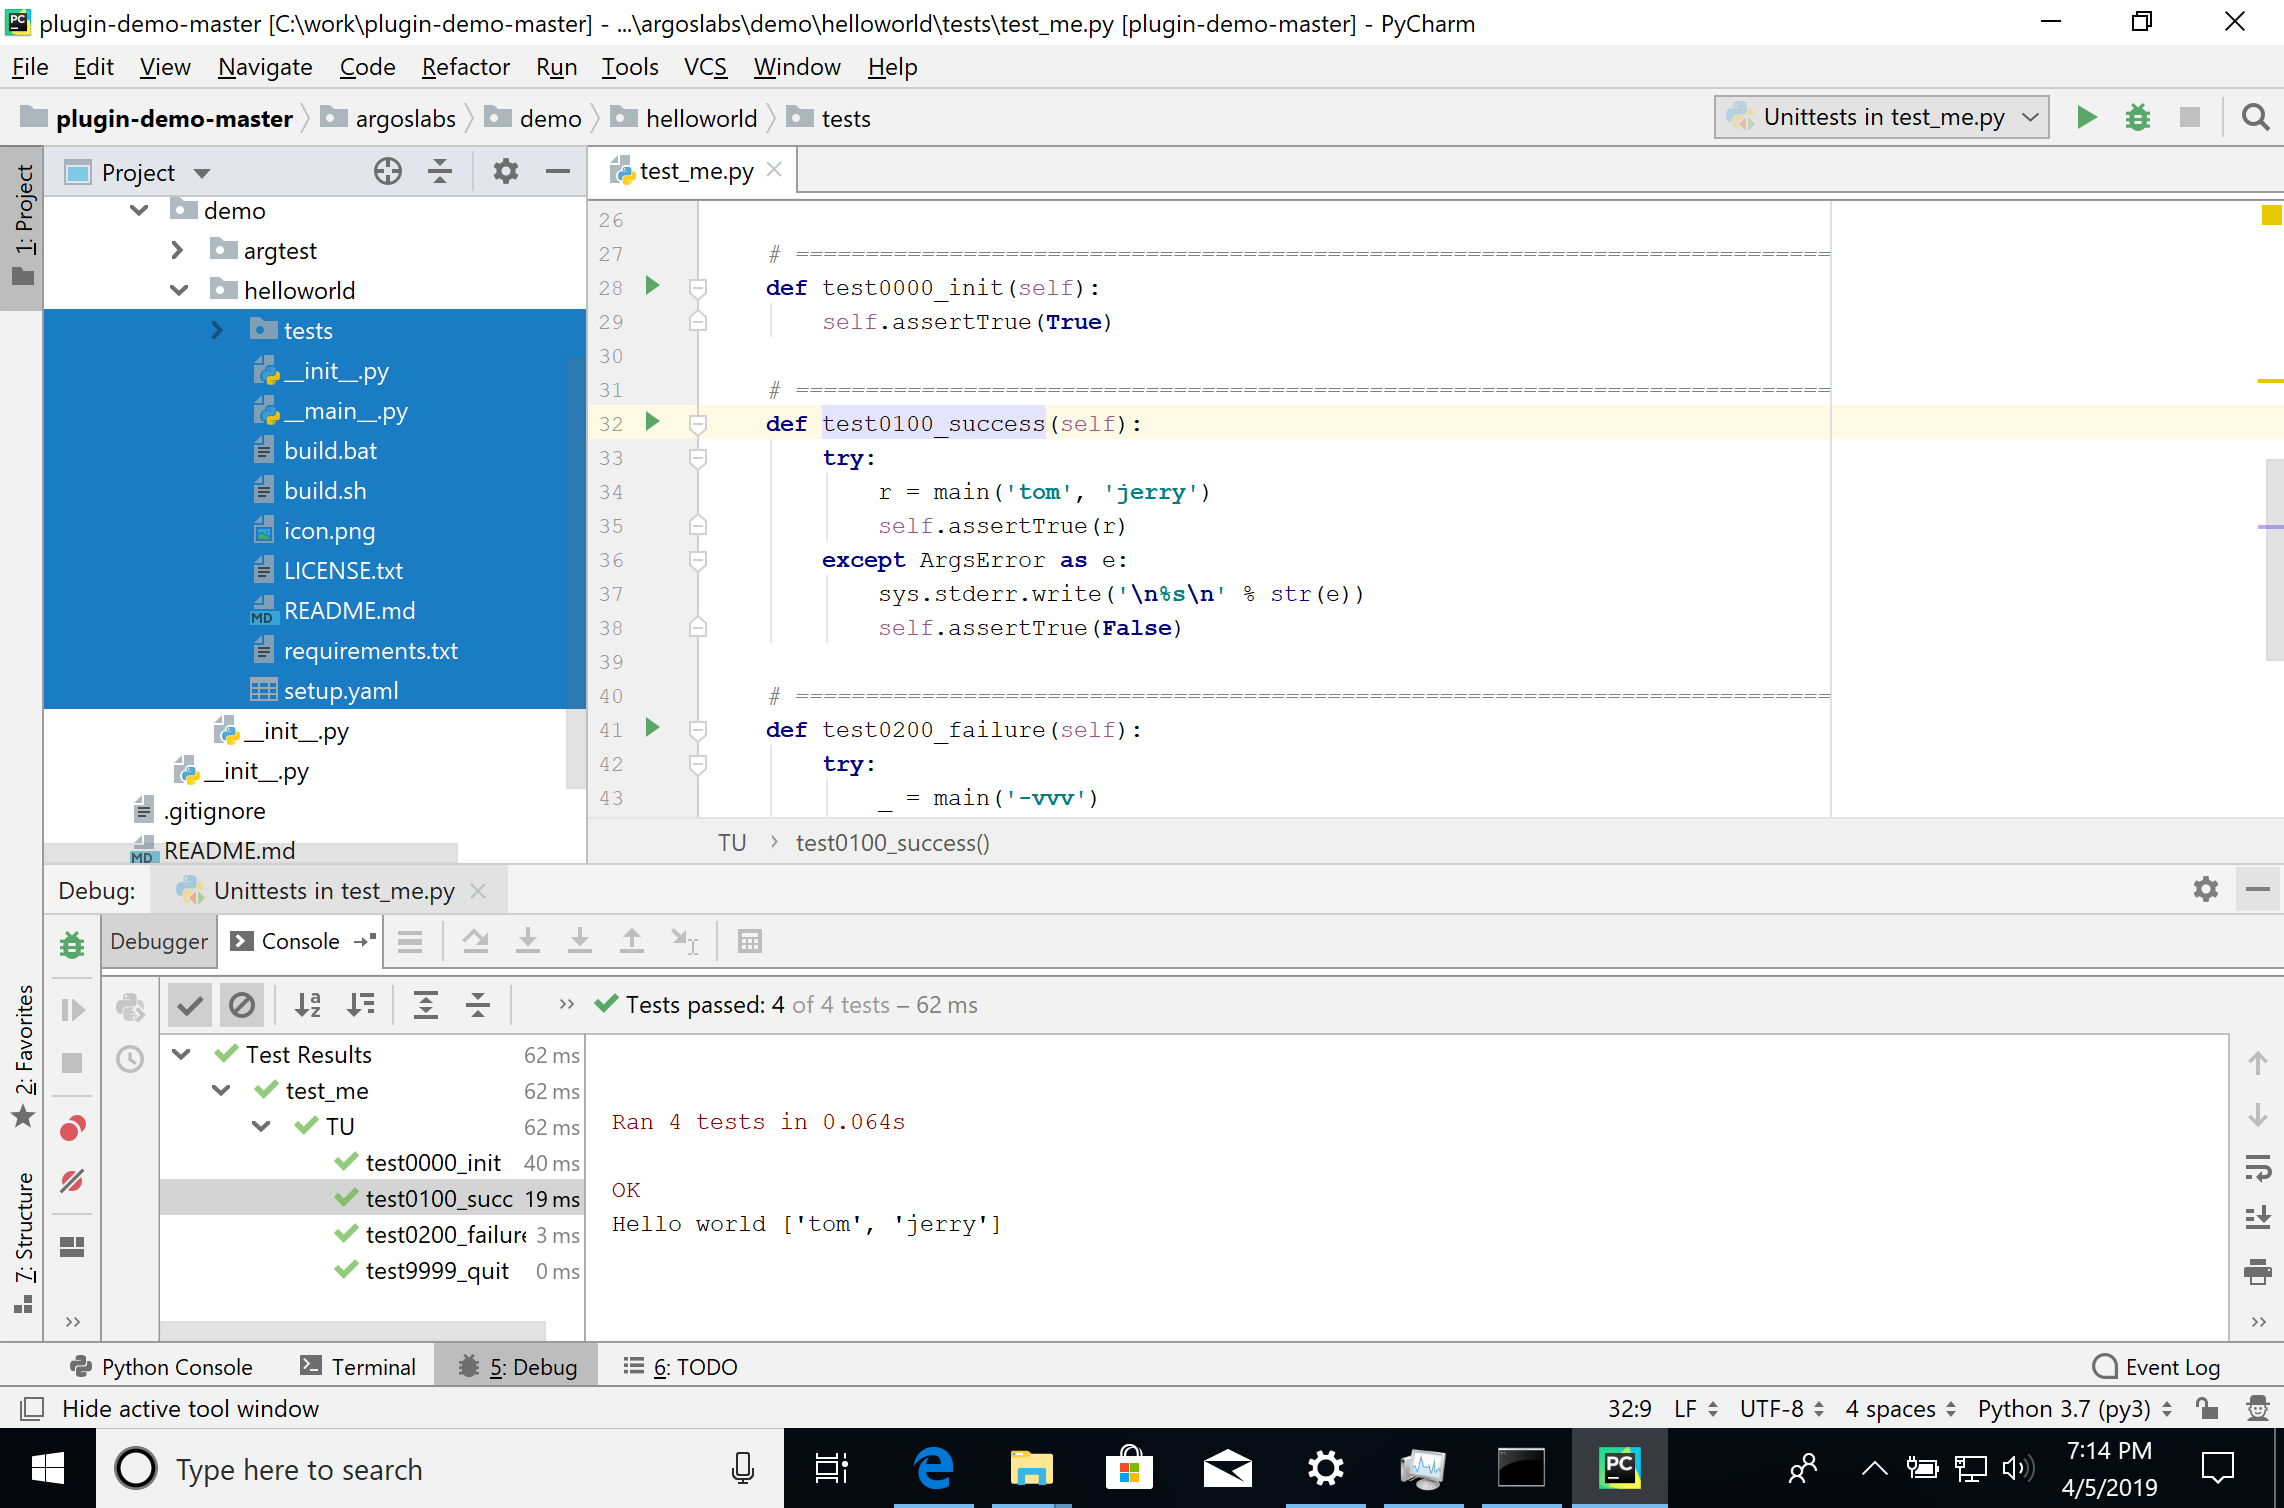 plugin-demo-master [C:\work\plugin-demo-master] - ...\argoslabs\demo\helloworld\tests\test_me.py [plugin-demo-master] - PyCharm
File Edit View Navigate Code Refactor Run Tools VCS Window Help
plugin-demo-master argoslabs demo helloworld tests
Unittests in test_me.py
1: Project
Project
demo
argtest
helloworld
tests
__init__.py
__main__.py
build.bat
build.sh
icon.png
LICENSE.txt
README.md
requirements.txt
setup.yaml
__init__.py
__init__.py
.gitignore
README.md
test_me.py
26
27 # ==========================================================================
28 def test0000_init(self):
29 self.assertTrue(True)
30
31 # ==========================================================================
32 def test0100_success(self):
33 try:
34 r = main('tom', 'jerry')
35 self.assertTrue(r)
36 except ArgsError as e:
37 sys.stderr.write('\n%s\n' % str(e))
38 self.assertTrue(False)
39
40 # ==========================================================================
41 def test0200_failure(self):
42 try:
43 _ = main('-vvv')
TU › test0100_success()
Debug: Unittests in test_me.py
Debugger Console
2: Favorites
7: Structure
Tests passed: 4 of 4 tests – 62 ms
Test Results 62 ms
test_me 62 ms
TU 62 ms
test0000_init 40 ms
test0100_succ 19 ms
test0200_failure 3 ms
test9999_quit 0 ms
Ran 4 tests in 0.064s
OK
Hello world ['tom', 'jerry']
Python Console Terminal 5: Debug 6: TODO Event Log
Hide active tool window 32:9 LF UTF-8 4 spaces Python 3.7 (py3)
Type here to search
PC
7:14 PM
4/5/2019